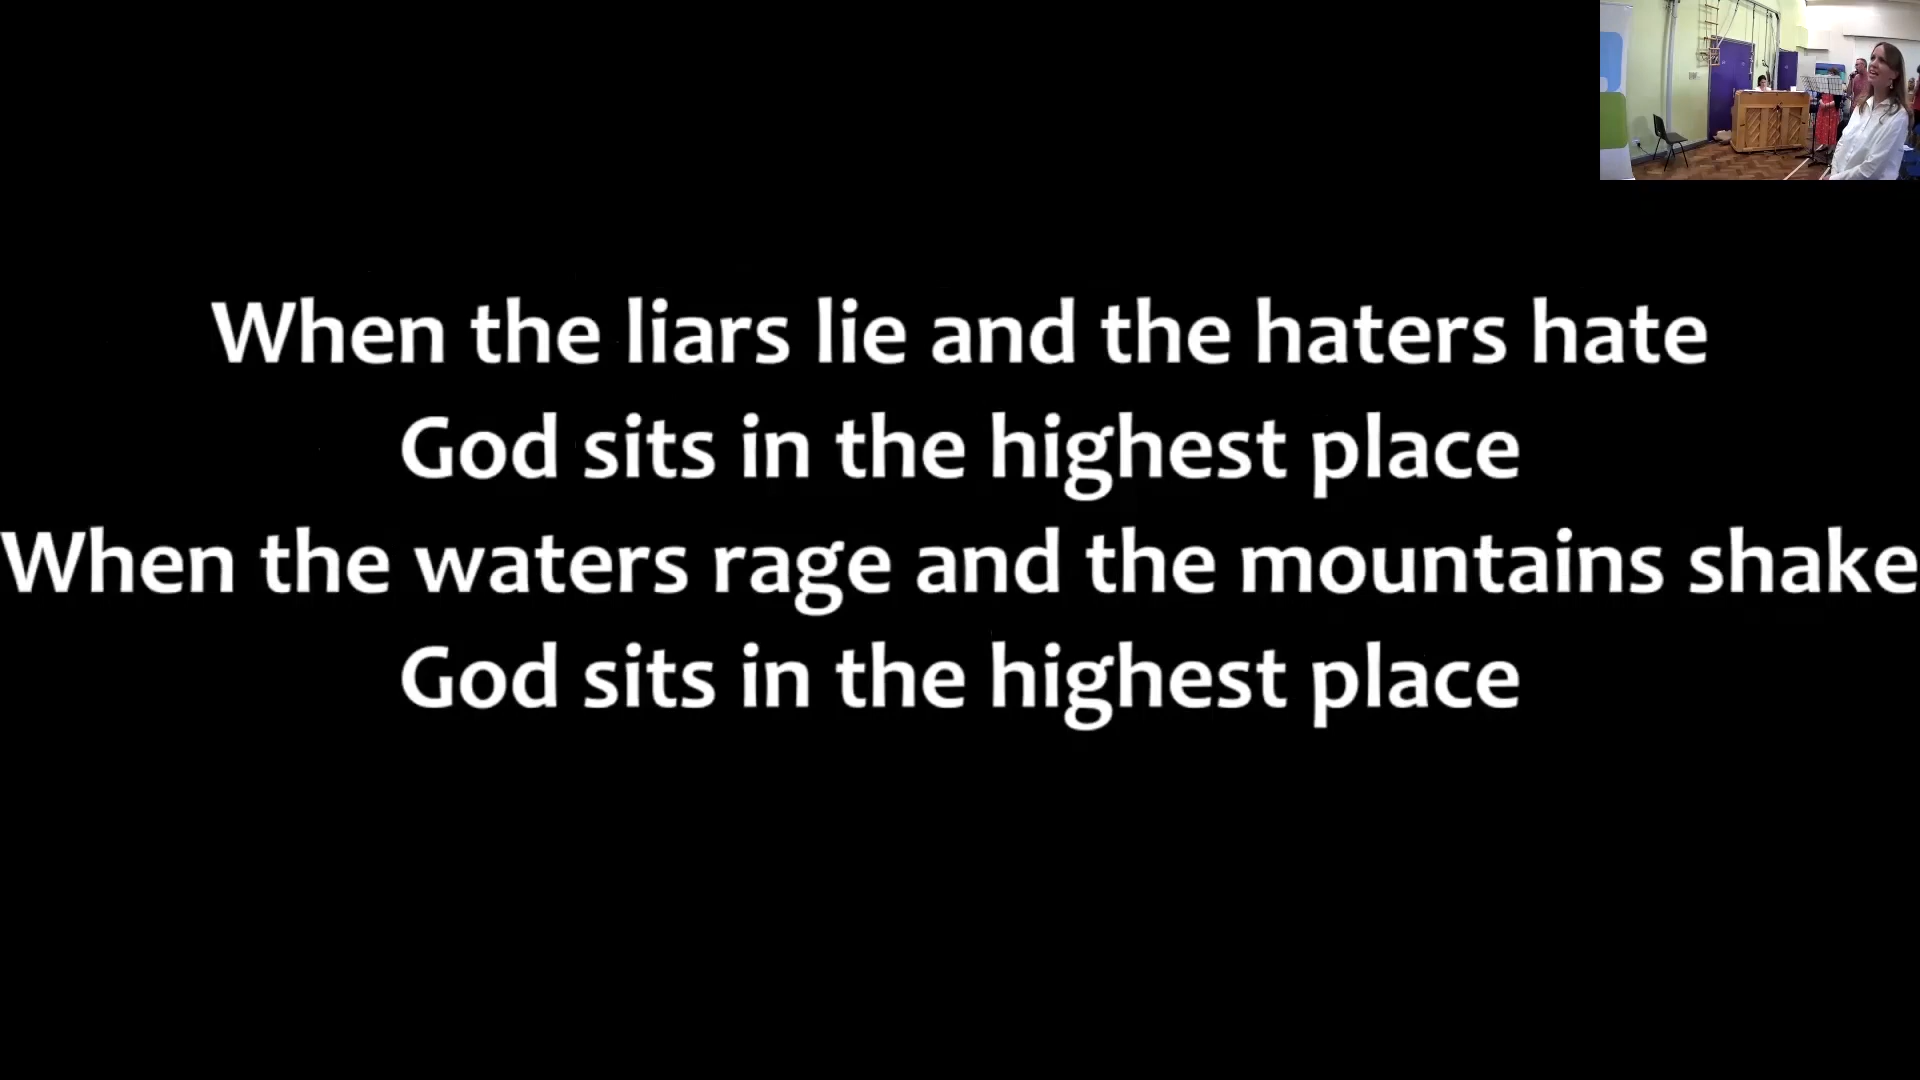 When the liars lie and the haters hate
God sits in the highest place
When the waters rage and the mountains shake
God sits in the highest place